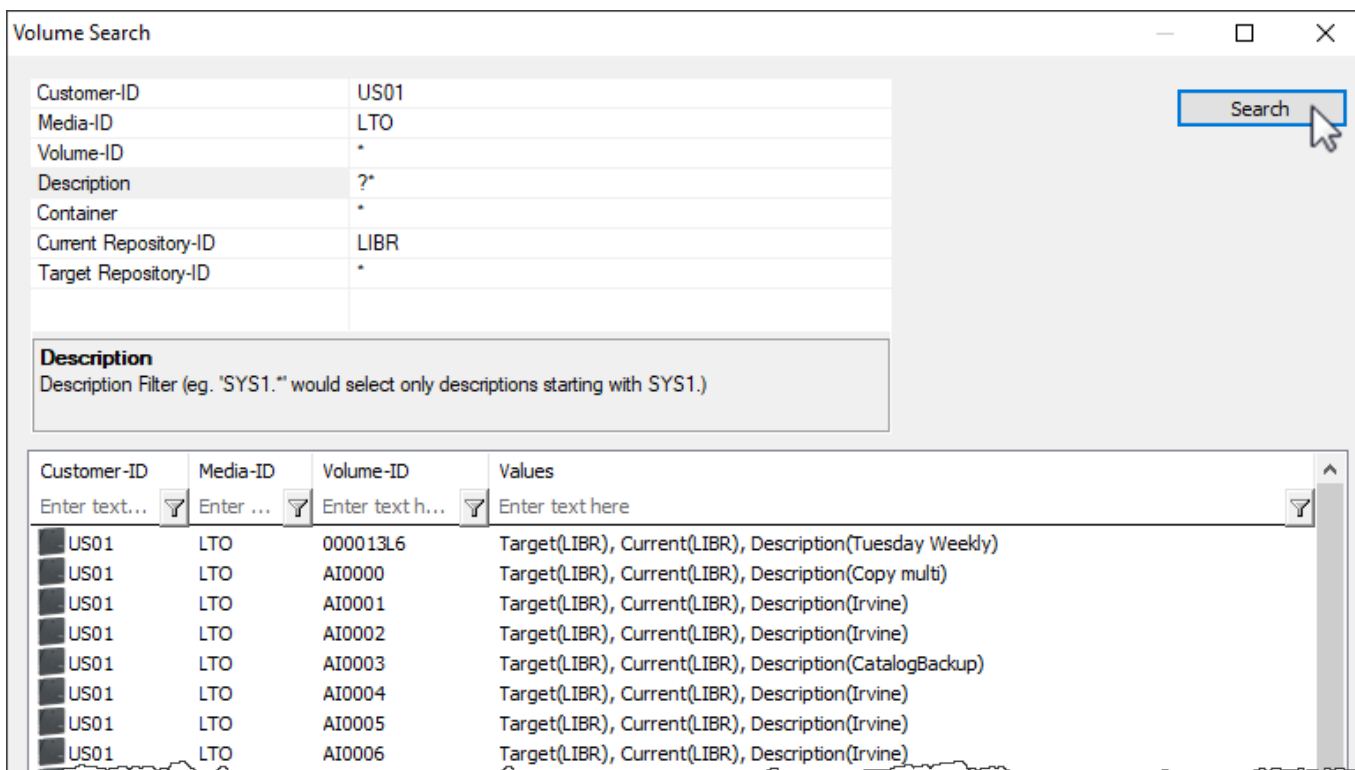 Volume Search
Customer-ID US01
Search
Media-ID LTO
Volume-ID *
Description ?*
Container *
Current Repository-ID LIBR
Target Repository-ID *
Description
Description Filter (eg. 'SYS1.*' would select only descriptions starting with SYS1.)
Customer-ID Media-ID Volume-ID Values
Enter text... Enter ... Enter text h... Enter text here
US01 LTO 000013L6 Target(LIBR), Current(LIBR), Description(Tuesday Weekly)
US01 LTO AI0000 Target(LIBR), Current(LIBR), Description(Copy multi)
US01 LTO AI0001 Target(LIBR), Current(LIBR), Description(Irvine)
US01 LTO AI0002 Target(LIBR), Current(LIBR), Description(Irvine)
US01 LTO AI0003 Target(LIBR), Current(LIBR), Description(CatalogBackup)
US01 LTO AI0004 Target(LIBR), Current(LIBR), Description(Irvine)
US01 LTO AI0005 Target(LIBR), Current(LIBR), Description(Irvine)
US01 LTO AI0006 Target(LIBR), Current(LIBR), Description(Irvine)